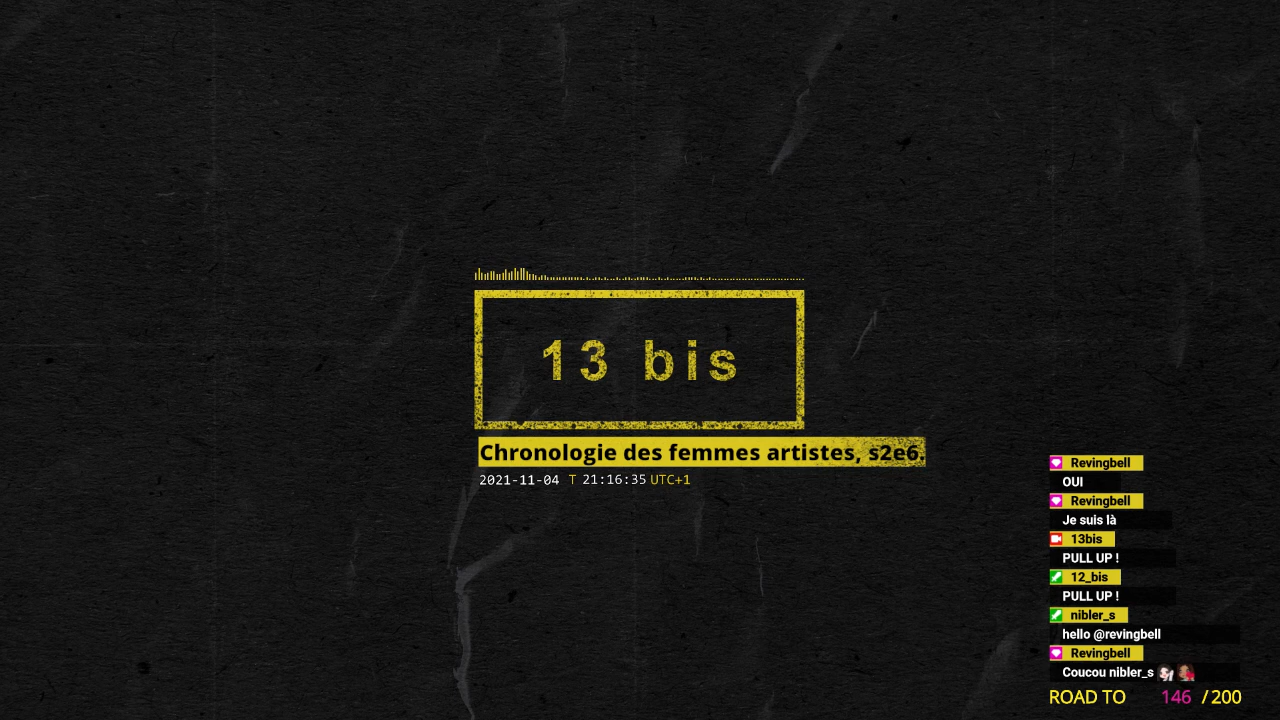 13 bis
Chronologie des femmes artistes, s2e6.
2021-11-04 T 21:16:35 UTC+1
Revingbell
OUI
Revingbell
Je suis là
13bis
PULL UP !
12_bis
PULL UP !
nibler_s
hello @revingbell
Revingbell
Coucou nibler_s
ROAD TO 146 / 200